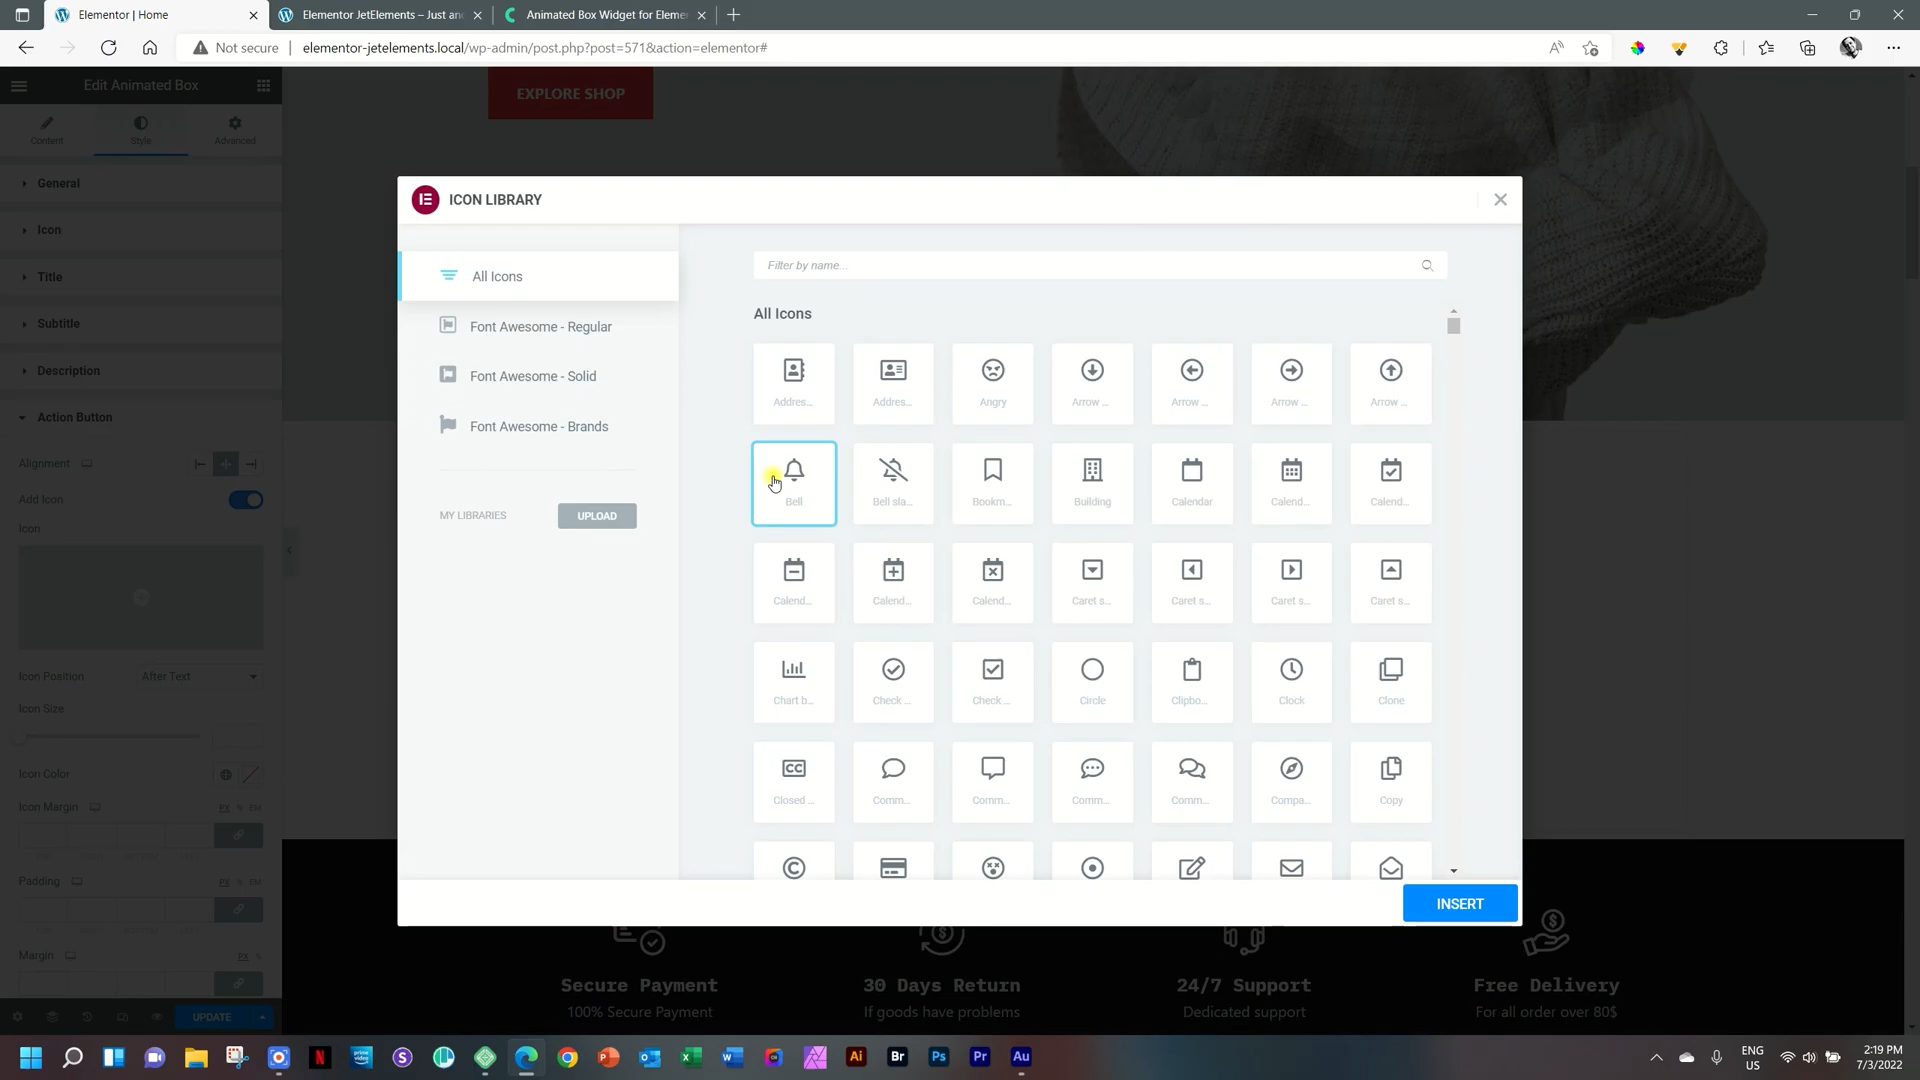 Elementor | Home
Elementor JetElements – Just an
Animated Box Widget for Eleme
Not secure
elementor-jetelements.local/wp-admin/post.php?post=571&action=elementor#
Edit Animated Box
EXPLORE SHOP
Content
Style
Advanced
General
Icon
Title
Subtitle
Description
Action Button
Alignment
Add Icon
Icon
Icon Position
After Text
Icon Size
Icon Color
Icon Margin
PX % EM
Padding
PX % EM
Margin
PX %
UPDATE
ICON LIBRARY
All Icons
Font Awesome - Regular
Font Awesome - Solid
Font Awesome - Brands
MY LIBRARIES
UPLOAD
Filter by name...
All Icons
Addres... Addres... Angry Arrow ... Arrow ... Arrow ... Arrow ...
Bell Bell sla... Bookm... Building Calendar Calend... Calend...
Calend... Calend... Calend... Caret s... Caret s... Caret s... Caret s...
Chart b... Check ... Check ... Circle Clipbo... Clock Clone
Closed ... Comm... Comm... Comm... Comm... Compa... Copy
INSERT
Secure Payment 30 Days Return 24/7 Support Free Delivery
100% Secure Payment If goods have problems Dedicated support For all order over 80$
ENG
US
2:19 PM
7/3/2022